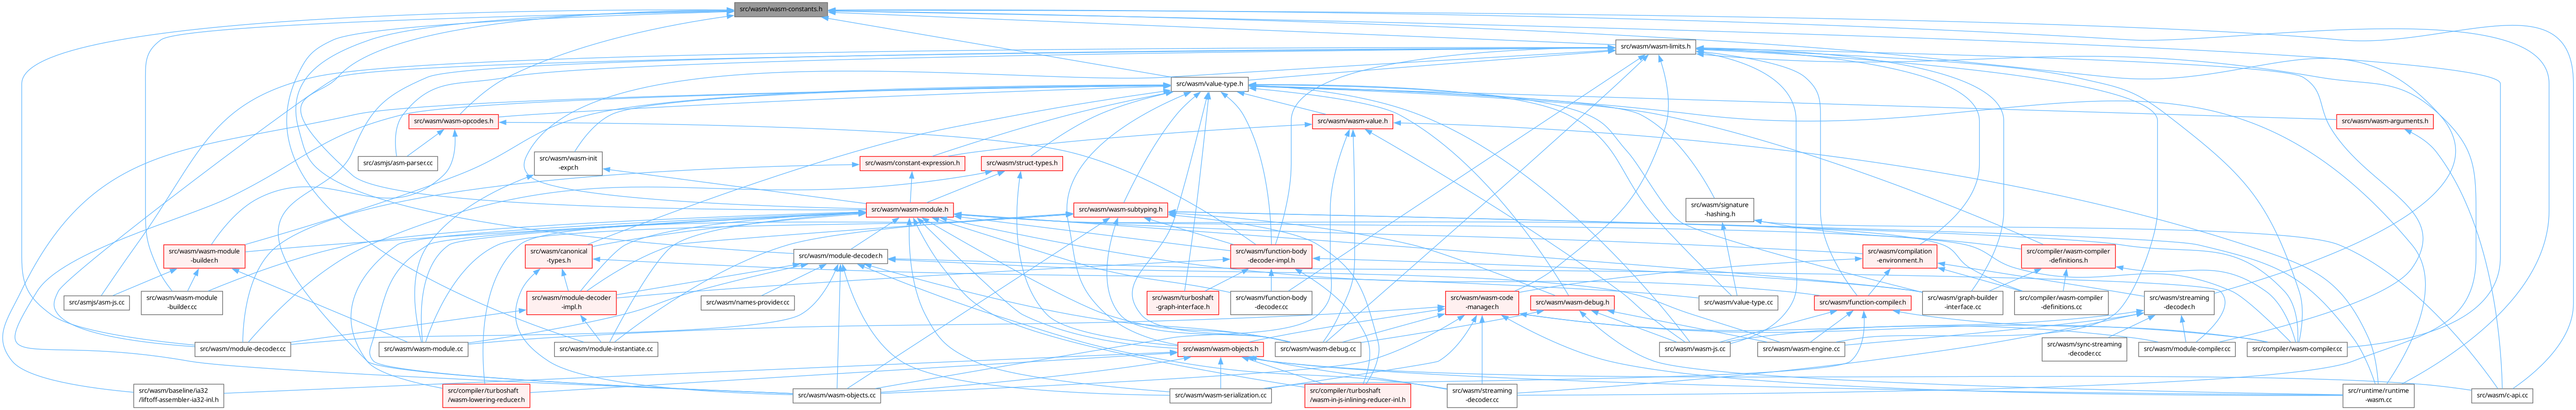 src/wasm/wasm-constants.h
src/wasm/wasm-limits.h
src/wasm/value-type.h
src/wasm/wasm-opcodes.h
src/wasm/wasm-value.h
src/wasm/wasm-arguments.h
src/asmjs/asm-parser.cc
src/wasm/wasm-init
-expr.h
src/wasm/constant-expression.h
src/wasm/struct-types.h
src/wasm/wasm-module.h
src/wasm/wasm-subtyping.h
src/wasm/signature
-hashing.h
src/wasm/wasm-module
-builder.h
src/wasm/canonical
-types.h
src/wasm/module-decoder.h
src/wasm/function-body
-decoder-impl.h
src/wasm/compilation
-environment.h
src/compiler/wasm-compiler
-definitions.h
src/asmjs/asm-js.cc
src/wasm/wasm-module
-builder.cc
src/wasm/module-decoder
-impl.h
src/wasm/names-provider.cc
src/wasm/turboshaft
-graph-interface.h
src/wasm/function-body
-decoder.cc
src/wasm/wasm-code
-manager.h
src/wasm/wasm-debug.h
src/wasm/value-type.cc
src/wasm/function-compiler.h
src/wasm/graph-builder
-interface.cc
src/compiler/wasm-compiler
-definitions.cc
src/wasm/streaming
-decoder.h
src/wasm/module-decoder.cc
src/wasm/wasm-module.cc
src/wasm/module-instantiate.cc
src/wasm/wasm-objects.h
src/wasm/wasm-debug.cc
src/wasm/wasm-js.cc
src/wasm/wasm-engine.cc
src/wasm/module-compiler.cc
src/wasm/sync-streaming
-decoder.cc
src/compiler/wasm-compiler.cc
src/wasm/baseline/ia32
/liftoff-assembler-ia32-inl.h
src/compiler/turboshaft
/wasm-lowering-reducer.h
src/wasm/wasm-objects.cc
src/wasm/wasm-serialization.cc
src/compiler/turboshaft
/wasm-in-js-inlining-reducer-inl.h
src/wasm/streaming
-decoder.cc
src/runtime/runtime
-wasm.cc
src/wasm/c-api.cc